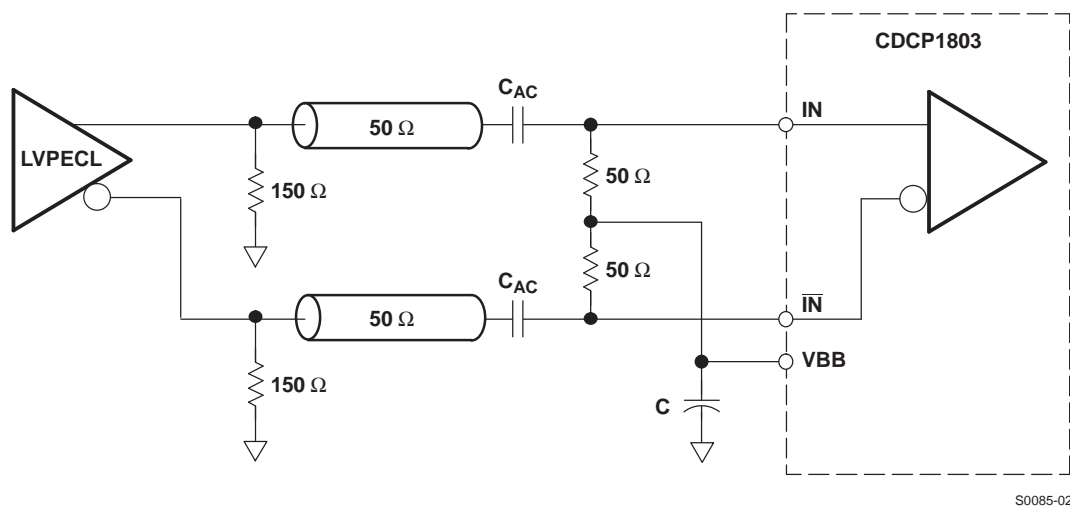 CDCP1803
C_AC
IN
50 Ω
LVPECL
50 Ω
150 Ω
50 Ω
C_AC
50 Ω
IN̅
VBB
150 Ω
C
S0085-02